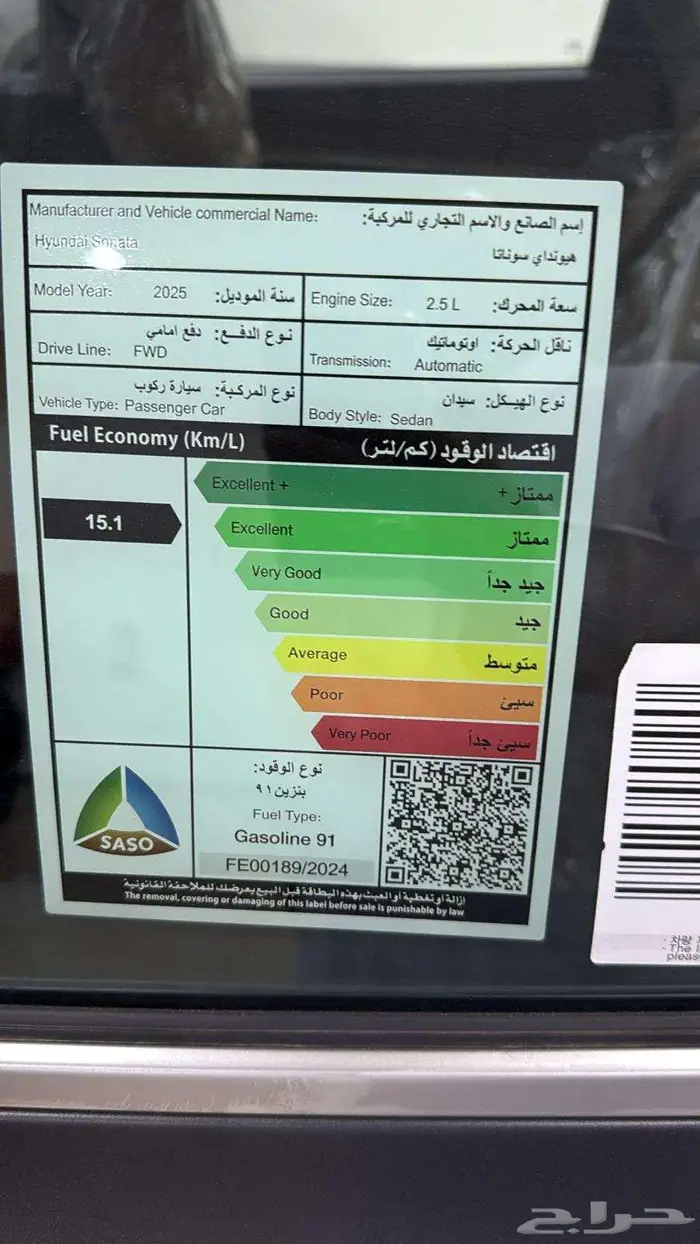 Manufacturer and Vehicle commercial Name: إسم الصانع والاسم التجاري للمركبة:
Hyundai Sonata هيونداي سوناتا
Model Year: 2025 سنة الموديل: Engine Size: 2.5 L سعة المحرك:
نوع الدفع: دفع امامي
Drive Line: FWD
ناقل الحركة: اوتوماتيك
Transmission: Automatic
نوع المركبة: سيارة ركوب
Vehicle Type: Passenger Car
نوع الهيكل: سيدان
Body Style: Sedan
Fuel Economy (Km/L) اقتصاد الوقود (كم/لتر)
15.1
Excellent + ممتاز +
Excellent ممتاز
Very Good جيد جداً
Good جيد
Average متوسط
Poor سيئ
Very Poor سيئ جداً
SASO
نوع الوقود:
بنزين ٩١
Fuel Type:
Gasoline 91
FE00189/2024
إزالة أو تغطية أو العبث بهذه البطاقة قبل البيع يعرضك للملاحقة القانونية
The removal, covering or damaging of this label before sale is punishable by law
차량
The
pleas
حراج